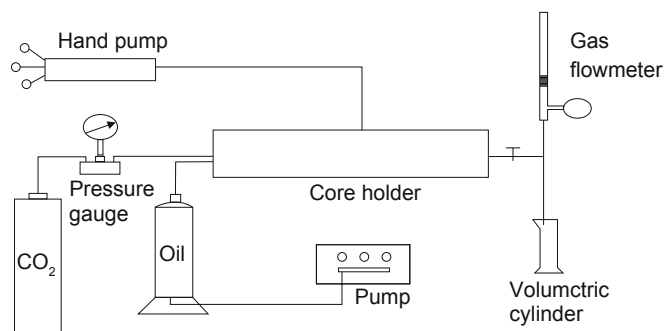 Hand pump
Gas
flowmeter
Pressure
gauge
Core holder
CO₂
Oil
Pump
Volumctric
cylinder